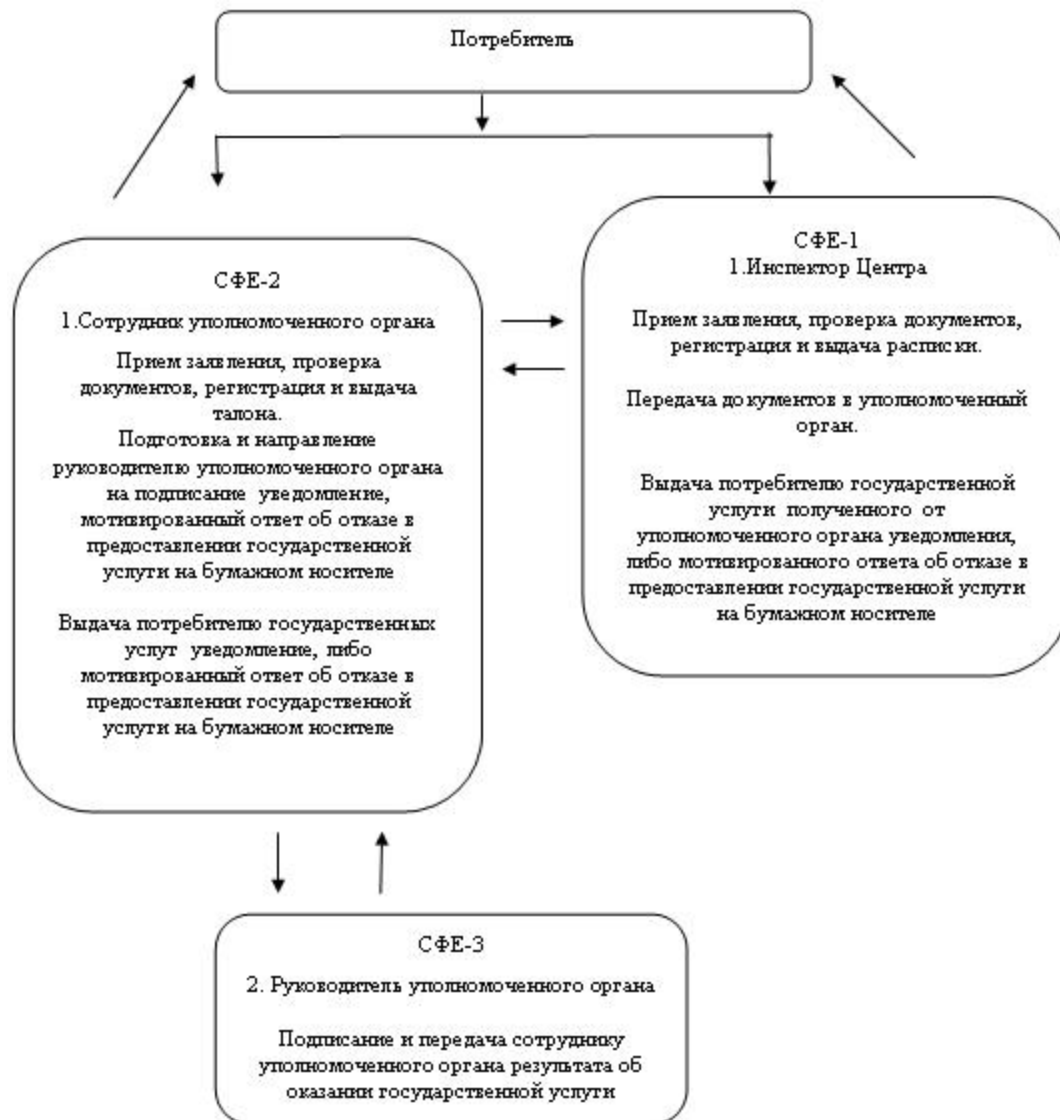 Потребитель
СФЕ-2
1.Сотрудник уполномоченного органа
Прием заявления, проверка
документов, регистрация и выдача
талона.
Подготовка и направление
руководителю уполномоченного органа
на подписание уведомление,
мотивированный ответ об отказе в
предоставлении государственной
услуги на бумажном носителе
Выдача потребителю государственных
услуг уведомление, либо
мотивированный ответ об отказе в
предоставлении государственной
услуги на бумажном носителе
СФЕ-1
1.Инспектор Центра
Прием заявления, проверка документов,
регистрация и выдача расписки.
Передача документов в уполномоченный
орган.
Выдача потребителю государственной
услуги полученного от
уполномоченного органа уведомления,
либо мотивированного ответа об отказе в
предоставлении государственной услуги
на бумажном носителе
СФЕ-3
2. Руководитель уполномоченного органа
Подписание и передача сотруднику
уполномоченного органа результата об
оказании государственной услуги